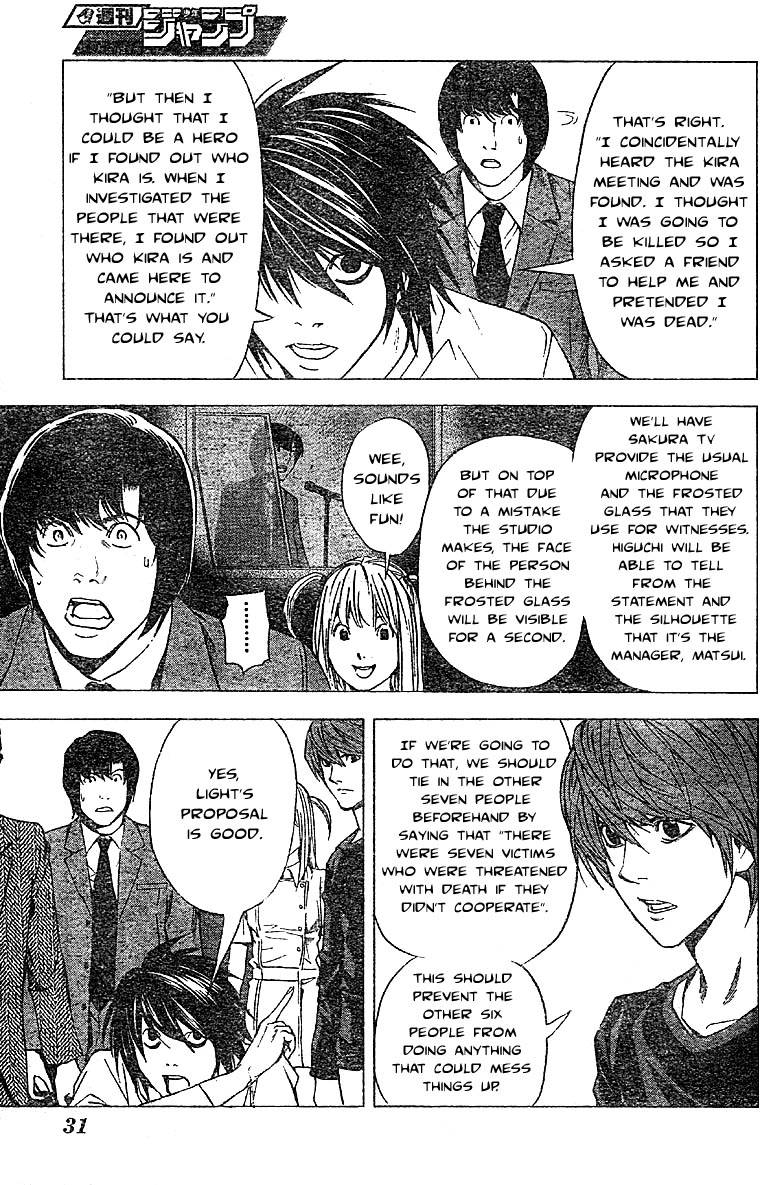 週刊
ジャンプ
THAT'S RIGHT.
"I COINCIDENTALLY
HEARD THE KIRA
MEETING AND WAS
FOUND. I THOUGHT
I WAS GOING TO
BE KILLED SO I
ASKED A FRIEND
TO HELP ME AND
PRETENDED I
WAS DEAD."
"BUT THEN I
THOUGHT THAT I
COULD BE A HERO
IF I FOUND OUT WHO
KIRA IS. WHEN I
INVESTIGATED THE
PEOPLE THAT WERE
THERE, I FOUND OUT
WHO KIRA IS AND
CAME HERE TO
ANNOUNCE IT."
THAT'S WHAT YOU
COULD SAY.
WE'LL HAVE
SAKURA TV
PROVIDE THE USUAL
MICROPHONE
AND THE FROSTED
GLASS THAT THEY
USE FOR WITNESSES.
HIGUCHI WILL BE
ABLE TO TELL
FROM THE
STATEMENT AND
THE SILHOUETTE
THAT IT'S THE
MANAGER, MATSUI.
BUT ON TOP
OF THAT DUE
TO A MISTAKE
THE STUDIO
MAKES, THE FACE
OF THE PERSON
BEHIND THE
FROSTED GLASS
WILL BE VISIBLE
FOR A SECOND.
WEE,
SOUNDS
LIKE
FUN!
........
IF WE'RE GOING TO
DO THAT, WE SHOULD
TIE IN THE OTHER
SEVEN PEOPLE
BEFOREHAND BY
SAYING THAT "THERE
WERE SEVEN VICTIMS
WHO WERE THREATENED
WITH DEATH IF THEY
DIDN'T COOPERATE".
THIS SHOULD
PREVENT THE
OTHER SIX
PEOPLE FROM
DOING ANYTHING
THAT COULD MESS
THINGS UP.
YES,
LIGHT'S
PROPOSAL
IS GOOD.
31